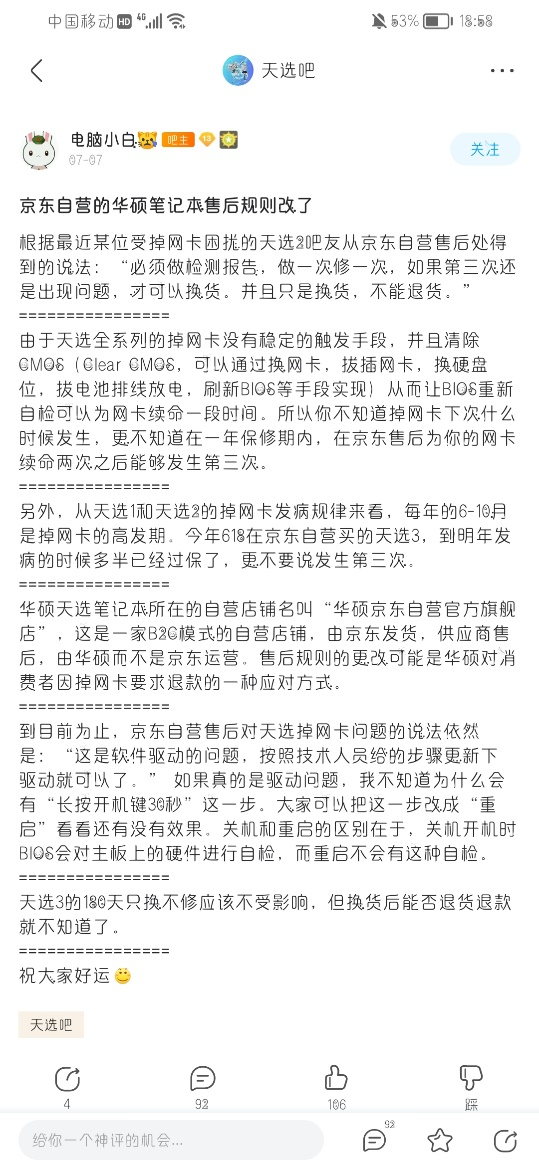 中国移动 HD 4G 53% 18:58
天选吧
电脑小白 吧主 13
07-07
关注
京东自营的华硕笔记本售后规则改了
根据最近某位受掉网卡困扰的天选2吧友从京东自营售后处得
到的说法：“必须做检测报告，做一次修一次，如果第三次还
是出现问题，才可以换货。并且只是换货，不能退货。”
================
由于天选全系列的掉网卡没有稳定的触发手段，并且清除
CMOS（Clear CMOS，可以通过换网卡，拔插网卡，换硬盘
位，拔电池排线放电，刷新BIOS等手段实现）从而让BIOS重新
自检可以为网卡续命一段时间。所以你不知道掉网卡下次什么
时候发生，更不知道在一年保修期内，在京东售后为你的网卡
续命两次之后能够发生第三次。
================
另外，从天选1和天选2的掉网卡发病规律来看，每年的6-10月
是掉网卡的高发期。今年618在京东自营买的天选3，到明年发
病的时候多半已经过保了，更不要说发生第三次。
================
华硕天选笔记本所在的自营店铺名叫“华硕京东自营官方旗舰
店”，这是一家B2C模式的自营店铺，由京东发货，供应商售
后，由华硕而不是京东运营。售后规则的更改可能是华硕对消
费者因掉网卡要求退款的一种应对方式。
================
到目前为止，京东自营售后对天选掉网卡问题的说法依然
是：“这是软件驱动的问题，按照技术人员给的步骤更新下
驱动就可以了。” 如果真的是驱动问题，我不知道为什么会
有“长按开机键30秒”这一步。大家可以把这一步改成“重
启”看看还有没有效果。关机和重启的区别在于，关机开机时
BIOS会对主板上的硬件进行自检，而重启不会有这种自检。
================
天选3的180天只换不修应该不受影响，但换货后能否退货退款
就不知道了。
================
祝大家好运
天选吧
4 92 106 踩
给你一个神评的机会... 92